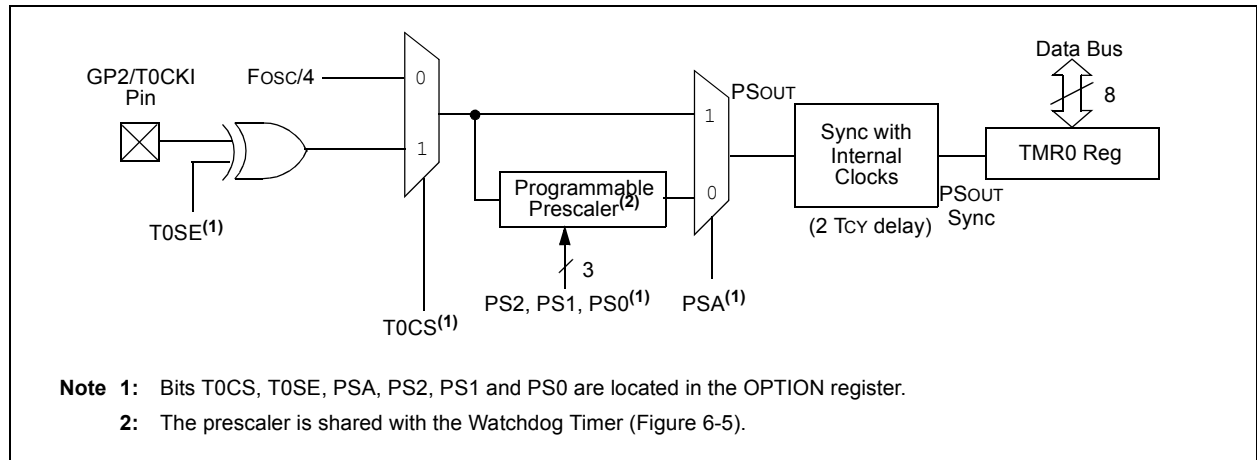 Data Bus
GP2/T0CKI
Pin
FOSC/4
0
1
T0SE(1)
T0CS(1)
Programmable
Prescaler(2)
3
PS2, PS1, PS0(1)
1
0
PSA(1)
PSOUT
Sync with
Internal
Clocks
(2 TCY delay)
PSOUT
Sync
8
TMR0 Reg
Note 1: Bits T0CS, T0SE, PSA, PS2, PS1 and PS0 are located in the OPTION register.
2: The prescaler is shared with the Watchdog Timer (Figure 6-5).